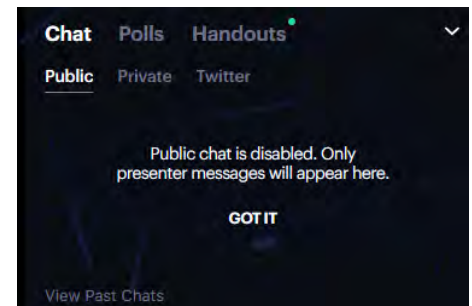 Chat Polls Handouts
Public Private Twitter
Public chat is disabled. Only
presenter messages will appear here.
GOT IT
View Past Chats